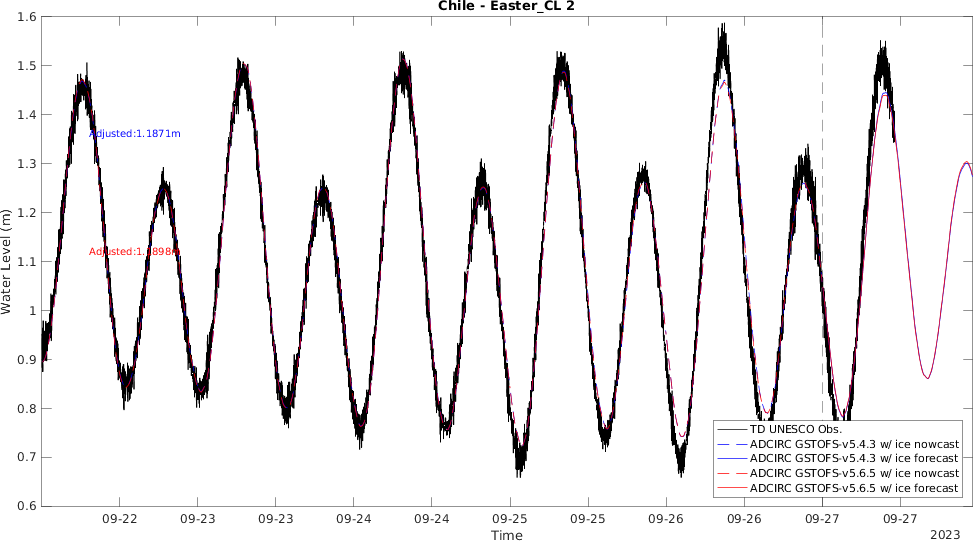 Chile - Easter_CL 2
1.6
1.5
1.4
1.3
1.2
1.1
1
0.9
0.8
0.7
0.6
Water Level (m)
Adjusted:1.1871m
Adjusted:1.1898m
TD UNESCO Obs.
ADCIRC GSTOFS-v5.4.3 w/ ice nowcast
ADCIRC GSTOFS-v5.4.3 w/ ice forecast
ADCIRC GSTOFS-v5.6.5 w/ ice nowcast
ADCIRC GSTOFS-v5.6.5 w/ ice forecast
09-22 09-23 09-23 09-24 09-24 09-25 09-25 09-26 09-26 09-27 09-27
Time
2023